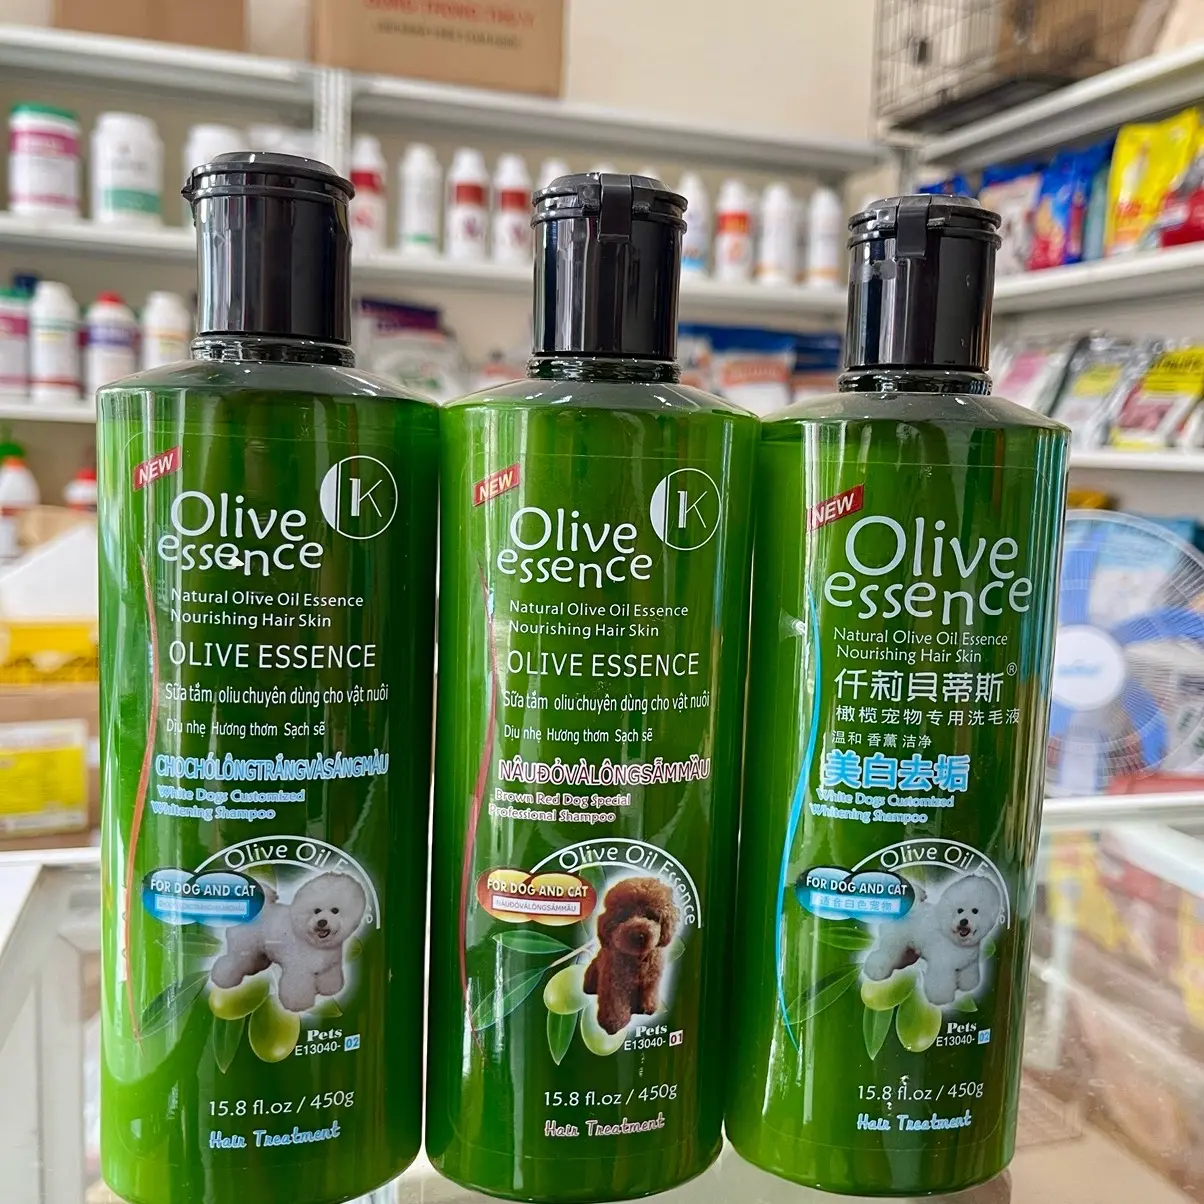 NEW
K
Olive
essence
Natural Olive Oil Essence
Nourishing Hair Skin
OLIVE ESSENCE
Sữa tắm oliu chuyên dùng cho vật nuôi
Dịu nhẹ Hương thơm Sạch sẽ
CHOCHÓLÔNGTRẮNGVÀSÁNGMÀU
White Dogs Customized
Whitening Shampoo
Olive Oil
FOR DOG AND CAT
Pets
E13040- 02
15.8 fl.oz / 450g
Hair Treatment
NEW
K
Olive
essence
Natural Olive Oil Essence
Nourishing Hair Skin
OLIVE ESSENCE
Sữa tắm oliu chuyên dùng cho vật nuôi
Dịu nhẹ Hương thơm Sạch sẽ
NÂUĐỎVÀLÔNGSẪMMẦU
Brown Red Dog Special
Professional Shampoo
Olive Oil Essence
FOR DOG AND CAT
NÂUĐỎVÀLÔNGSẪMMẦU
Pets
E13040- 01
15.8 fl.oz / 450g
Hair Treatment
NEW
Olive
essence
Natural Olive Oil Essence
Nourishing Hair Skin
仟莉貝蒂斯®
橄榄宠物专用洗毛液
温和 香薰 洁净
美白去垢
White Dogs Customized
Whitening Shampoo
Olive Oil
FOR DOG AND CAT
适合白色宠物
Pets
E13040- 02
15.8 fl.oz / 450g
Hair Treatment